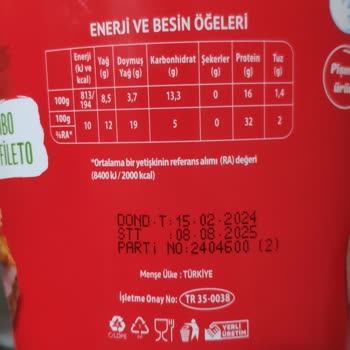 ENERJİ VE BESİN ÖĞELERİ
Enerji (kj ve kcal) Yağ (g) Doymuş Yağ (g) Karbonhidrat (g) Şekerler (g) Protein (g) Tuz (g)
100g 813/194 8,5 3,7 13,3 0 16 1,4
100g %RA* 10 12 19 5 0 32 2
*Ortalama bir yetişkinin referans alımı (RA) değeri
(8400 kJ / 2000 kcal)
FİLETO
DOND.T:15.02.2024
STT :08.08.2025
PARTİ NO:2404600 (2)
Menşe Ülke : TÜRKİYE
İşletme Onay No: TR 35-0038
YERLİ
ÜRETİM